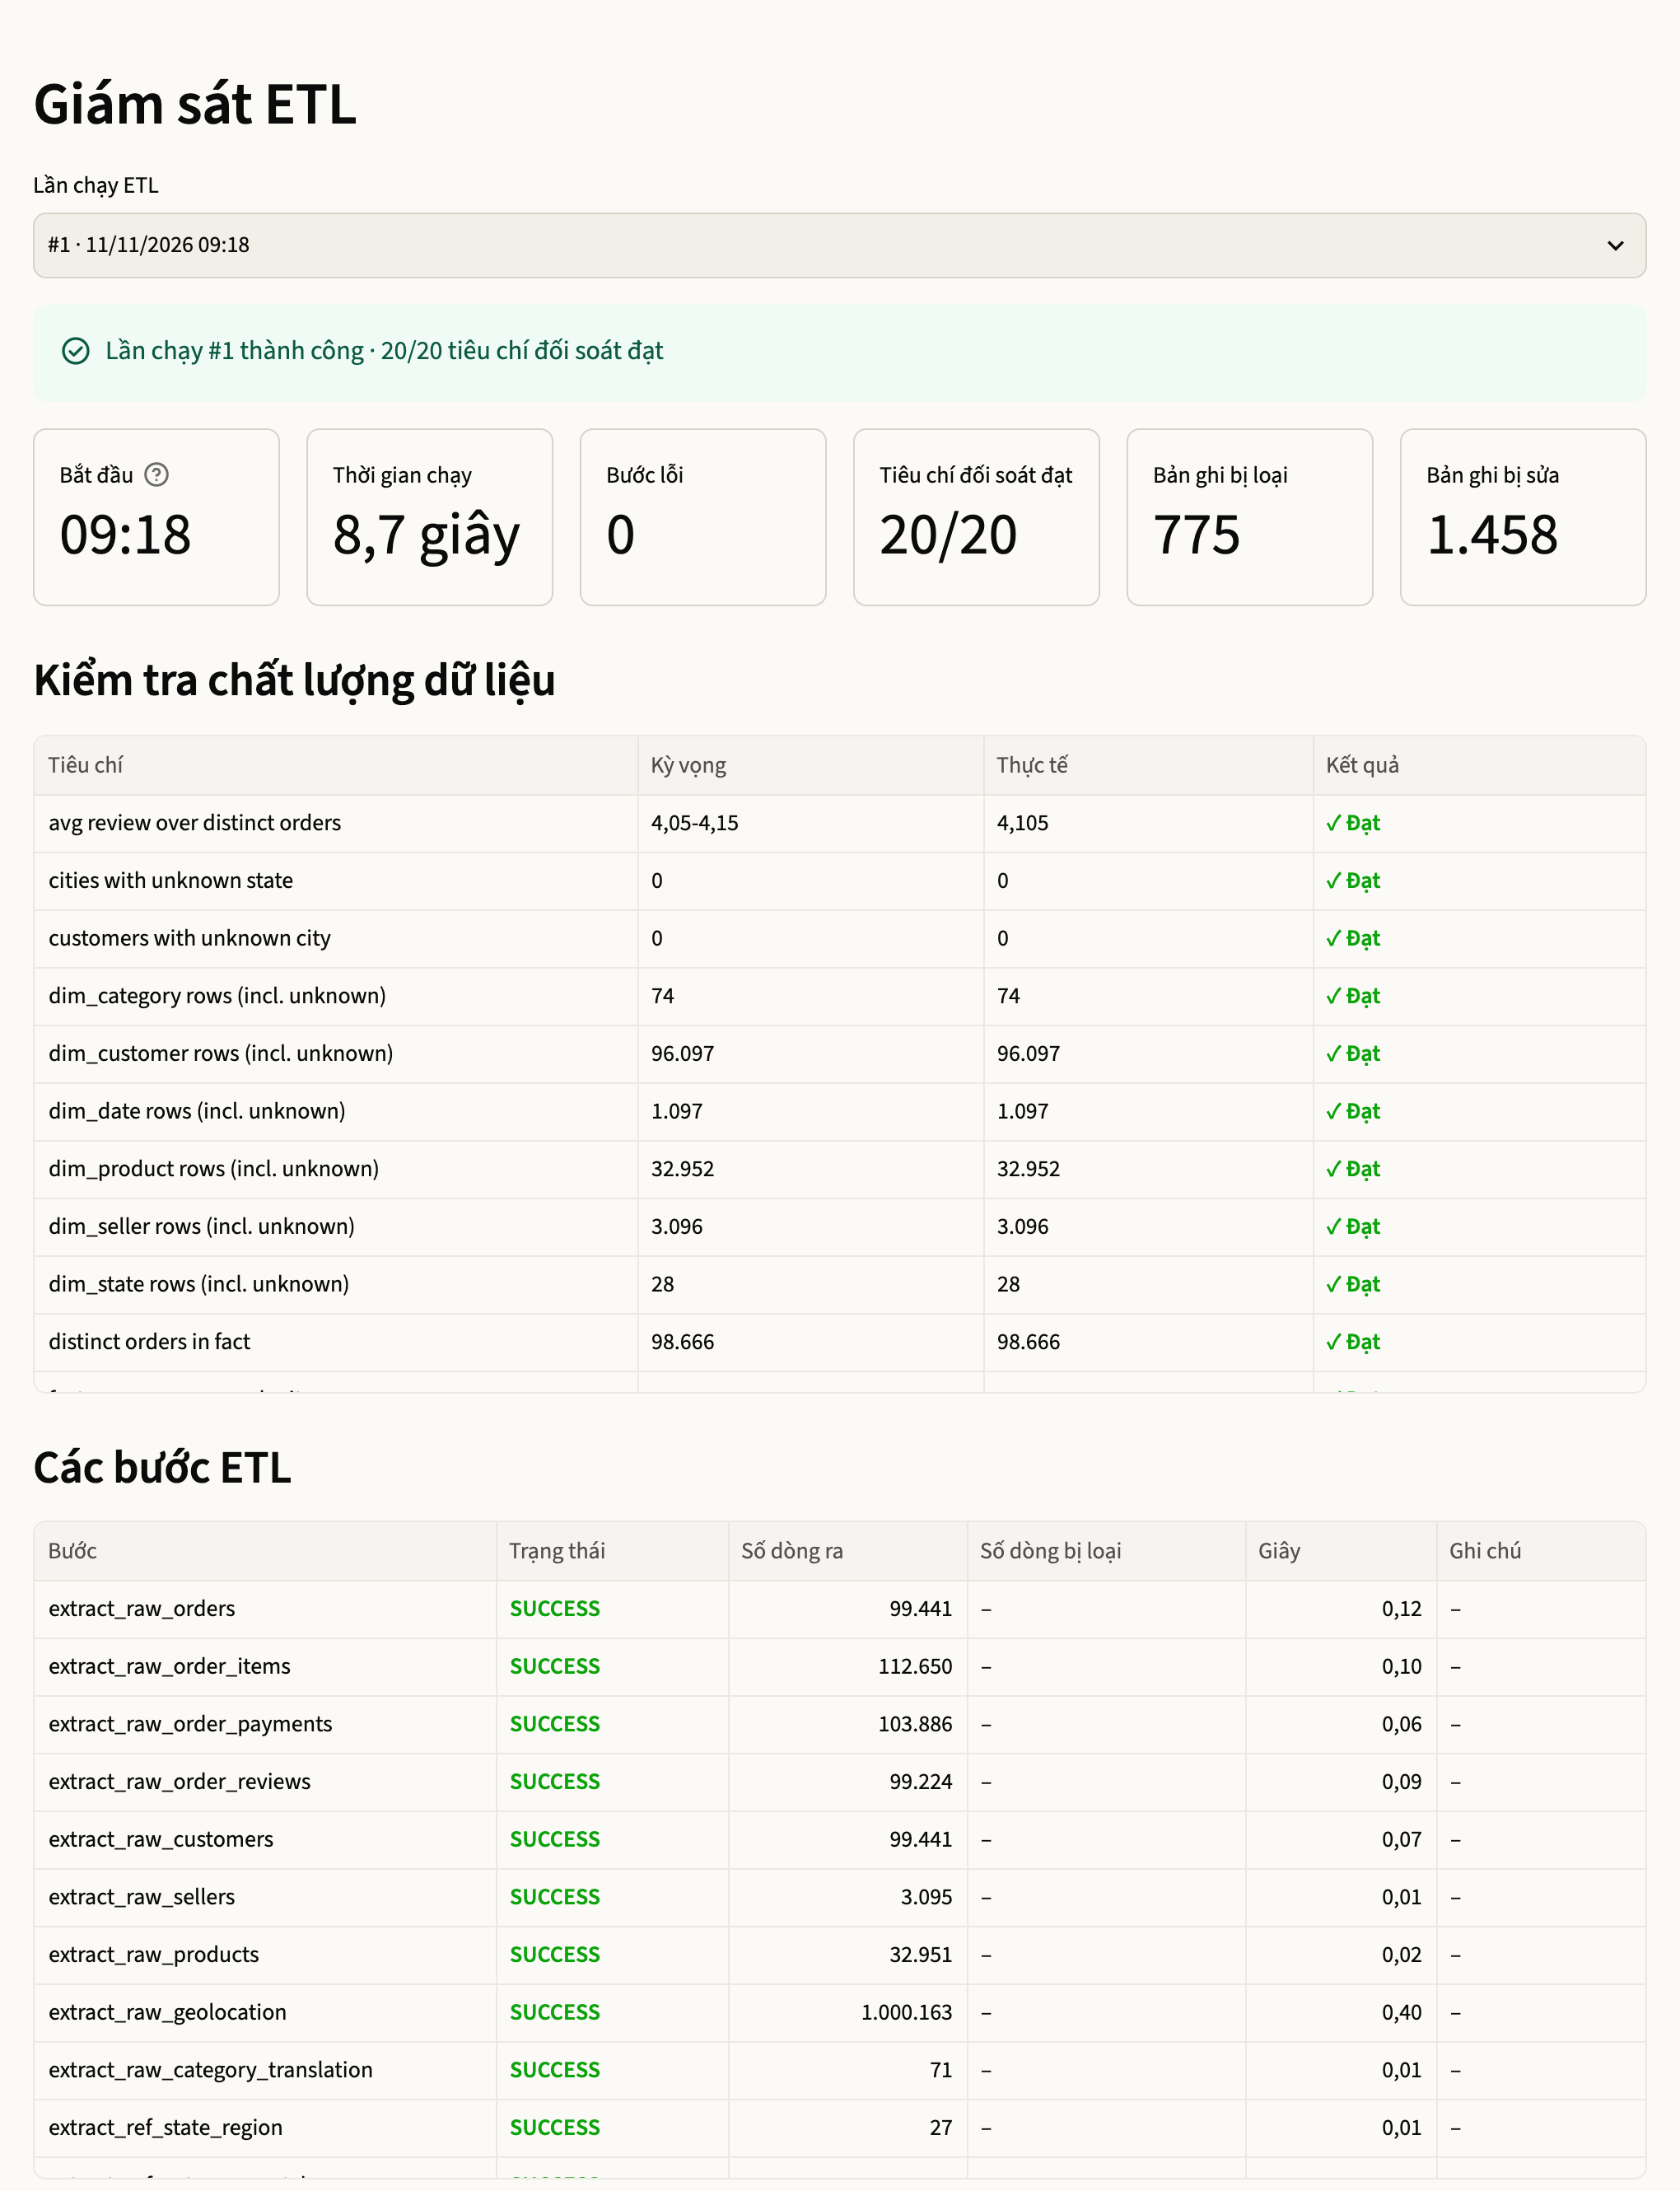 Giám sát ETL
Lần chạy ETL
#1 · 11/11/2026 09:18
Lần chạy #1 thành công · 20/20 tiêu chí đối soát đạt
Bắt đầu
09:18
Thời gian chạy
8,7 giây
Bước lỗi
0
Tiêu chí đối soát đạt
20/20
Bản ghi bị loại
775
Bản ghi bị sửa
1.458
Kiểm tra chất lượng dữ liệu
Tiêu chí Kỳ vọng Thực tế Kết quả
avg review over distinct orders 4,05-4,15 4,105 ✓ Đạt
cities with unknown state 0 0 ✓ Đạt
customers with unknown city 0 0 ✓ Đạt
dim_category rows (incl. unknown) 74 74 ✓ Đạt
dim_customer rows (incl. unknown) 96.097 96.097 ✓ Đạt
dim_date rows (incl. unknown) 1.097 1.097 ✓ Đạt
dim_product rows (incl. unknown) 32.952 32.952 ✓ Đạt
dim_seller rows (incl. unknown) 3.096 3.096 ✓ Đạt
dim_state rows (incl. unknown) 28 28 ✓ Đạt
distinct orders in fact 98.666 98.666 ✓ Đạt
Các bước ETL
Bước Trạng thái Số dòng ra Số dòng bị loại Giây Ghi chú
extract_raw_orders SUCCESS 99.441 – 0,12 –
extract_raw_order_items SUCCESS 112.650 – 0,10 –
extract_raw_order_payments SUCCESS 103.886 – 0,06 –
extract_raw_order_reviews SUCCESS 99.224 – 0,09 –
extract_raw_customers SUCCESS 99.441 – 0,07 –
extract_raw_sellers SUCCESS 3.095 – 0,01 –
extract_raw_products SUCCESS 32.951 – 0,02 –
extract_raw_geolocation SUCCESS 1.000.163 – 0,40 –
extract_raw_category_translation SUCCESS 71 – 0,01 –
extract_ref_state_region SUCCESS 27 – 0,01 –